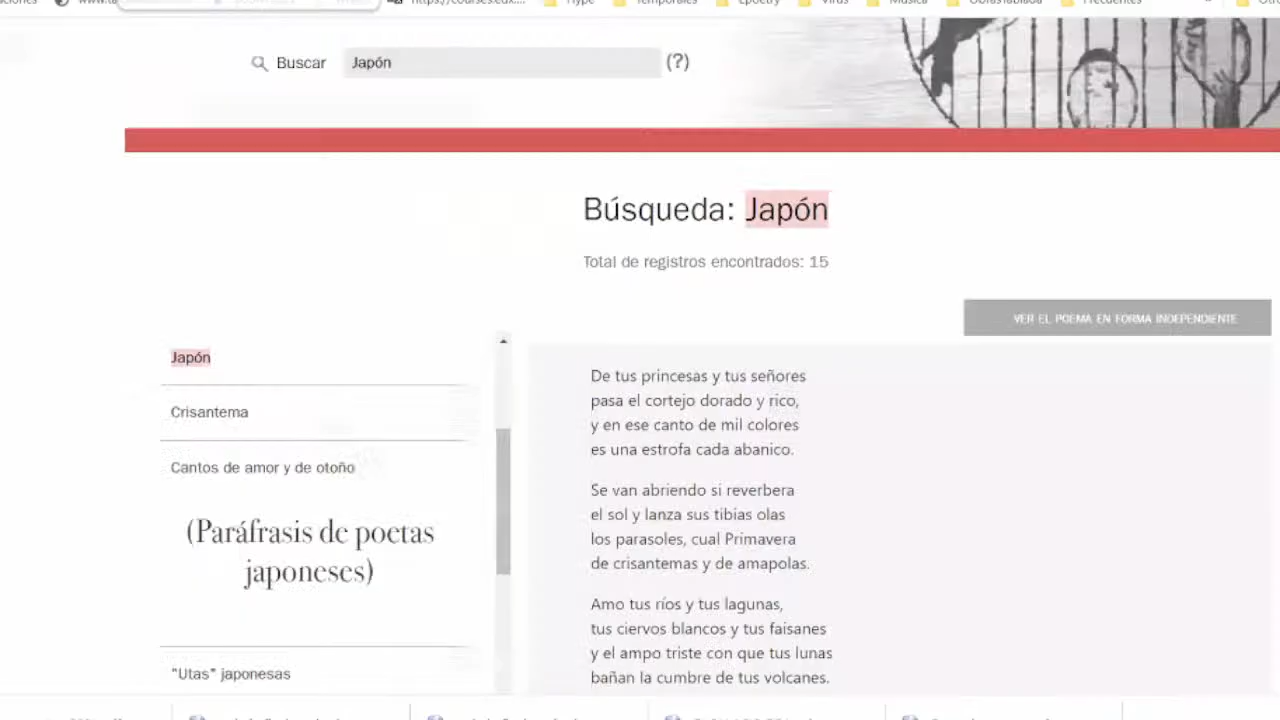 Buscar
Japón
(?)
Búsqueda: Japón
Total de registros encontrados: 15
VER EL POEMA EN FORMA INDEPENDIENTE
Japón
Crisantema
Cantos de amor y de otoño
(Paráfrasis de poetas
japoneses)
"Utas" japonesas
De tus princesas y tus señores
pasa el cortejo dorado y rico,
y en ese canto de mil colores
es una estrofa cada abanico.
Se van abriendo si reverbera
el sol y lanza sus tibias olas
los parasoles, cual Primavera
de crisantemas y de amapolas.
Amo tus ríos y tus lagunas,
tus ciervos blancos y tus faisanes
y el ampo triste con que tus lunas
bañan la cumbre de tus volcanes.